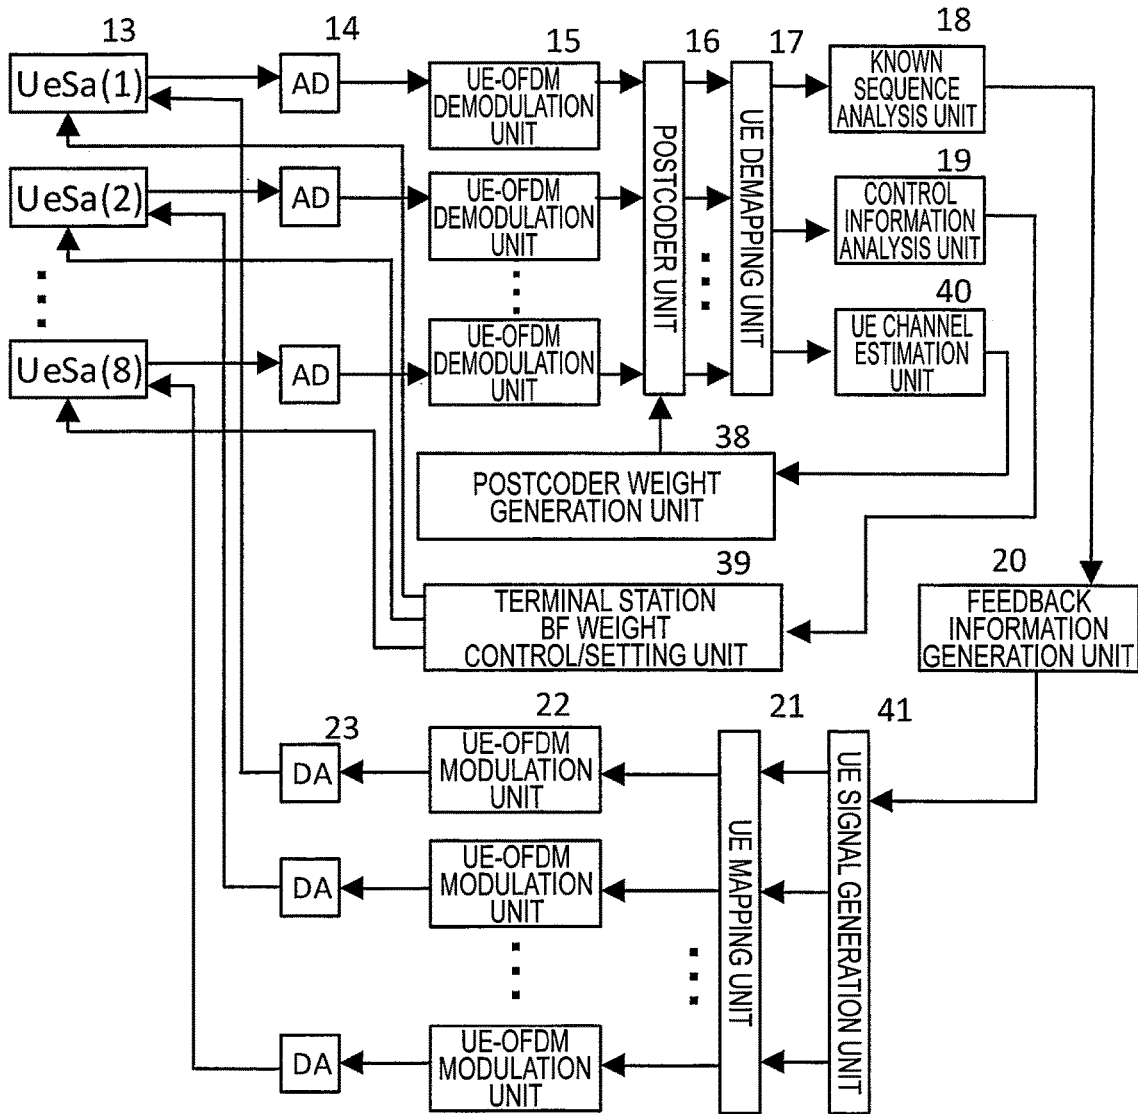 13
14
15
16
17
18
UeSa(1)
AD
UE-OFDM
DEMODULATION
UNIT
KNOWN
SEQUENCE
ANALYSIS UNIT
POSTCODER UNIT
UE DEMAPPING UNIT
19
UeSa(2)
AD
UE-OFDM
DEMODULATION
UNIT
CONTROL
INFORMATION
ANALYSIS UNIT
40
UeSa(8)
AD
UE-OFDM
DEMODULATION
UNIT
UE CHANNEL
ESTIMATION
UNIT
38
POSTCODER WEIGHT
GENERATION UNIT
39
TERMINAL STATION
BF WEIGHT
CONTROL/SETTING UNIT
20
FEEDBACK
INFORMATION
GENERATION UNIT
23
22
21
41
DA
UE-OFDM
MODULATION
UNIT
UE MAPPING UNIT
UE SIGNAL GENERATION UNIT
DA
UE-OFDM
MODULATION
UNIT
DA
UE-OFDM
MODULATION
UNIT